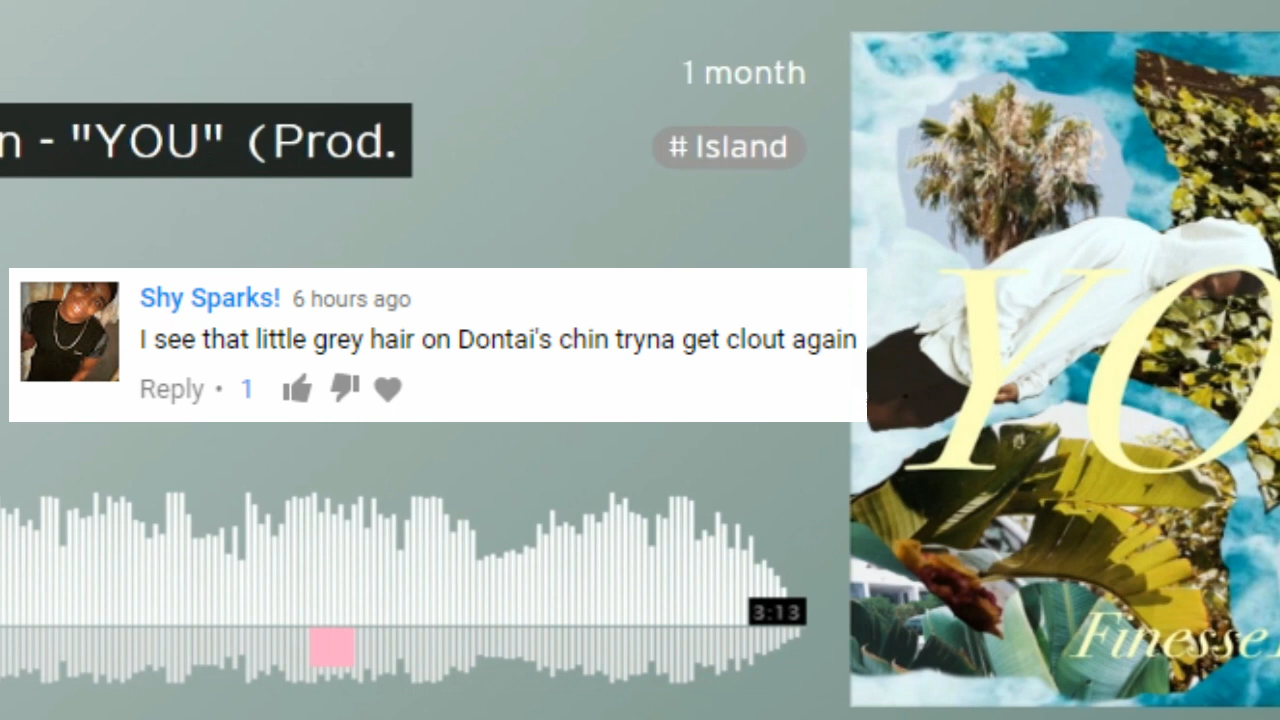 1 month
n - "YOU" (Prod.
# Island
Shy Sparks! 6 hours ago
I see that little grey hair on Dontai's chin tryna get clout again
Reply • 1
3:13
YO
Finesse